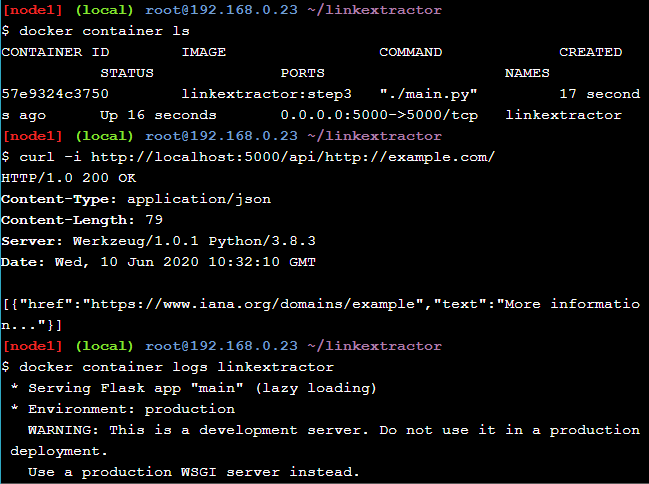 [node1] (local) root@192.168.0.23 ~/linkextractor
$ docker container ls
CONTAINER ID        IMAGE                 COMMAND             CREATED
           STATUS              PORTS                    NAMES
57e9324c3750        linkextractor:step3   "./main.py"         17 second
s ago      Up 16 seconds       0.0.0.0:5000->5000/tcp   linkextractor
[node1] (local) root@192.168.0.23 ~/linkextractor
$ curl -i http://localhost:5000/api/http://example.com/
HTTP/1.0 200 OK
Content-Type: application/json
Content-Length: 79
Server: Werkzeug/1.0.1 Python/3.8.3
Date: Wed, 10 Jun 2020 10:32:10 GMT

[{"href":"https://www.iana.org/domains/example","text":"More informatio
n..."}]
[node1] (local) root@192.168.0.23 ~/linkextractor
$ docker container logs linkextractor
 * Serving Flask app "main" (lazy loading)
 * Environment: production
   WARNING: This is a development server. Do not use it in a production
 deployment.
   Use a production WSGI server instead.